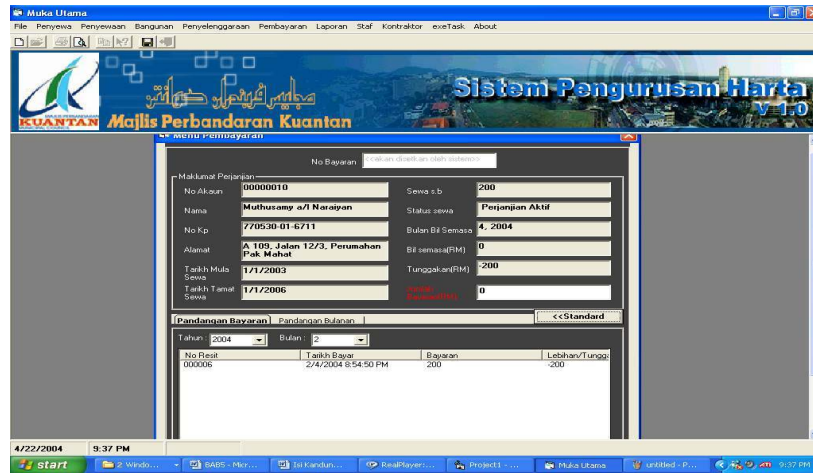 Muka Utama
File Penyewa Penyewaan Bangunan Penyelenggaraan Pembayaran Laporan Staf Kontraktor exeTask About
KUANTAN
Majlis Perbandaran Kuantan
Sistem Pengurusan Harta
V 1.0
Menu Pembayaran
No Bayaran <<akan disetkan oleh sistem>>
Maklumat Perjanjian
No Akaun 00000010 Sewa s.b 200
Nama Muthusamy a/l Naraiyan Status sewa Perjanjian Aktif
No Kp 770530-01-6711 Bulan Bil Semasa 4, 2004
Alamat A 109, Jalan 12/3, Perumahan Pak Mahat Bil semasa(RM) 0
Tarikh Mula Sewa 1/1/2003 Tunggakan(RM) -200
Tarikh Tamat Sewa 1/1/2006 0
Pandangan Bayaran Pandangan Bulanan <<Standard
Tahun : 2004 Bulan : 2
No Resit Tarikh Bayar Bayaran Lebihan/Tungg
000006 2/4/2004 8:54:50 PM 200 -200
4/22/2004 9:37 PM
start 2 Windo... BAB5 - Micr... Isi Kandun... RealPlayer:... Project1 - ... Muka Utama untitled - P... 9:37 PM